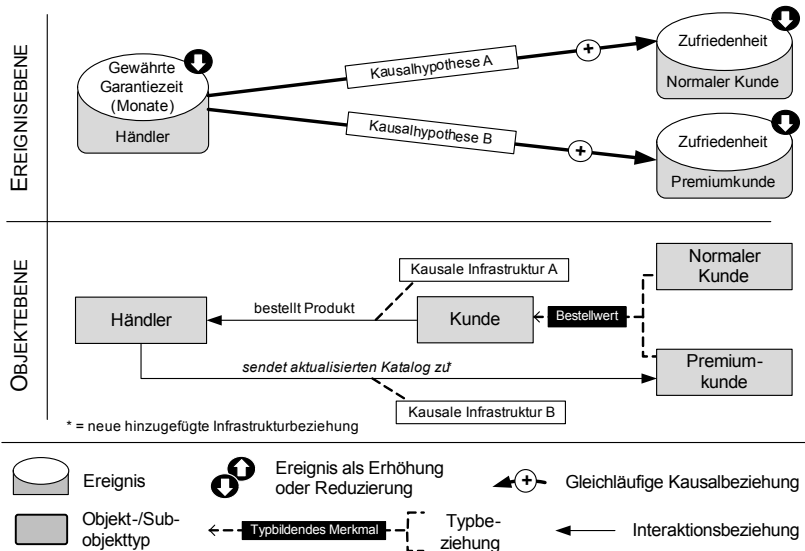 EREIGNISEBENE
Gewährte
Garantiezeit
(Monate)
Händler
Kausalhypothese A
+
Zufriedenheit
Normaler Kunde
Kausalhypothese B
+
Zufriedenheit
Premiumkunde
OBJEKTEBENE
Kausale Infrastruktur A
Normaler
Kunde
Händler
bestellt Produkt
Kunde
Bestellwert
sendet aktualisierten Katalog zu*
Premium-
kunde
Kausale Infrastruktur B
* = neue hinzugefügte Infrastrukturbeziehung
Ereignis
Ereignis als Erhöhung
oder Reduzierung
+
Gleichläufige Kausalbeziehung
Objekt-/Sub-
objekttyp
Typbildendes Merkmal
Typbe-
ziehung
Interaktionsbeziehung